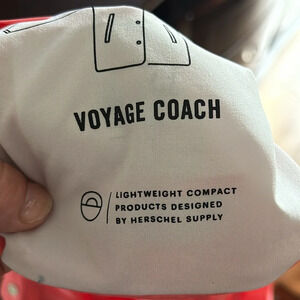 VOYAGE COACH
LIGHTWEIGHT COMPACT
PRODUCTS DESIGNED
BY HERSCHEL SUPPLY